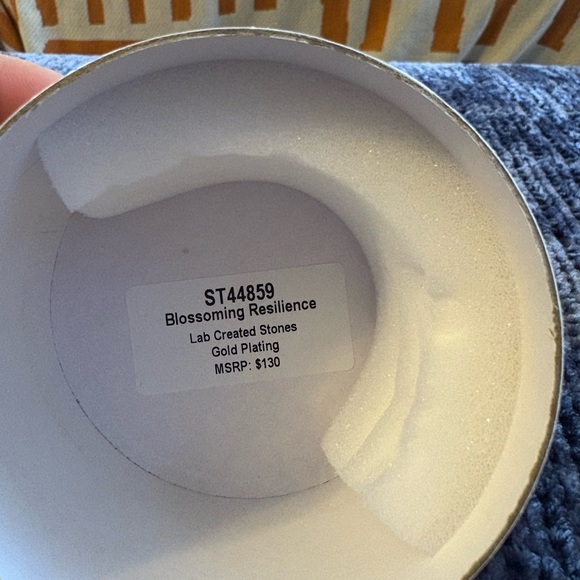 ST44859
Blossoming Resilience
Lab Created Stones
Gold Plating
MSRP: $130